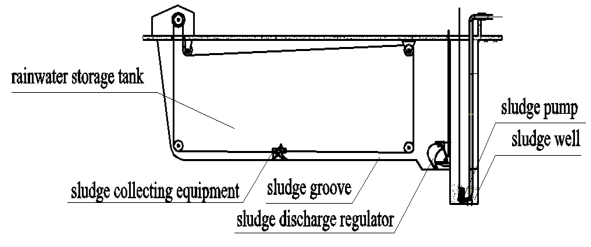 rainwater storage tank
sludge pump
sludge well
sludge collecting equipment
sludge groove
sludge discharge regulator